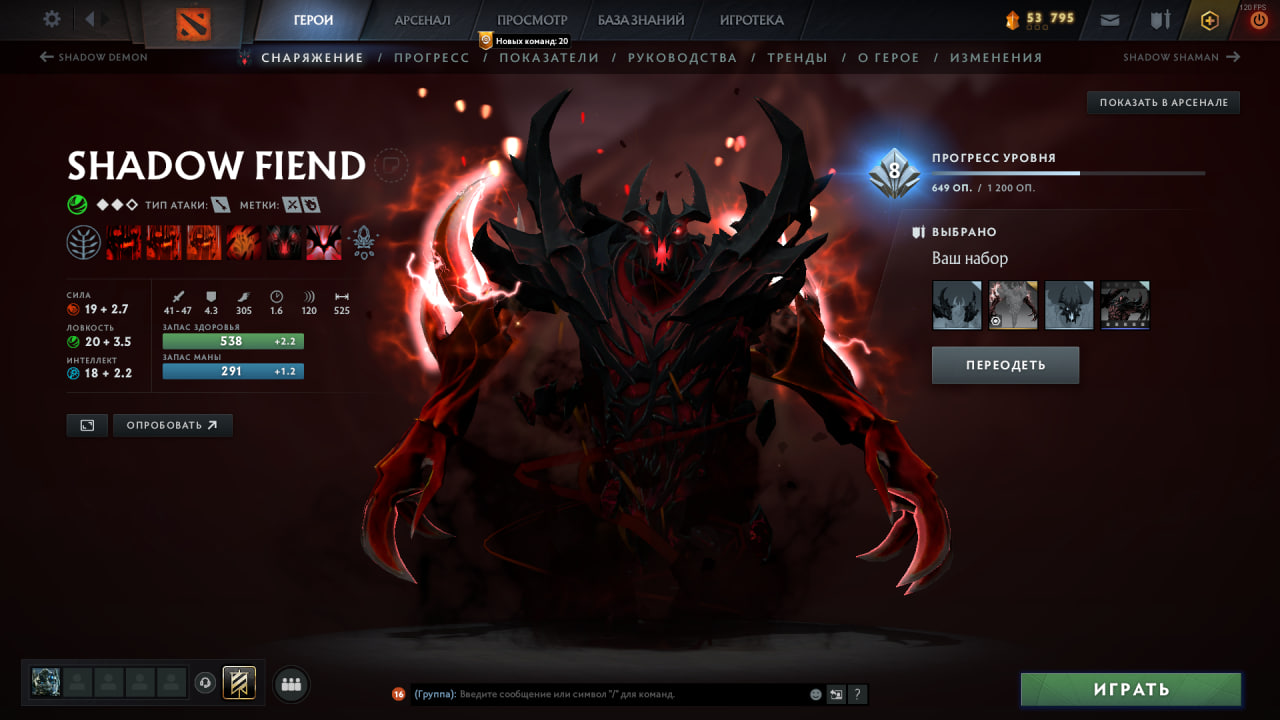 120 FPS
ГЕРОИ
АРСЕНАЛ
ПРОСМОТР
БАЗА ЗНАНИЙ
ИГРОТЕКА
53 795
Новых команд: 20
SHADOW DEMON
СНАРЯЖЕНИЕ / ПРОГРЕСС / ПОКАЗАТЕЛИ / РУКОВОДСТВА / ТРЕНДЫ / О ГЕРОЕ / ИЗМЕНЕНИЯ
SHADOW SHAMAN
ПОКАЗАТЬ В АРСЕНАЛЕ
SHADOW FIEND
ТИП АТАКИ:
МЕТКИ:
СИЛА
19 + 2.7
ЛОВКОСТЬ
20 + 3.5
ИНТЕЛЛЕКТ
18 + 2.2
41 - 47
4.3
305
1.6
120
525
ЗАПАС ЗДОРОВЬЯ
538
+2.2
ЗАПАС МАНЫ
291
+1.2
ОПРОБОВАТЬ
8
ПРОГРЕСС УРОВНЯ
649 ОП. / 1 200 ОП.
ВЫБРАНО
Ваш набор
ПЕРЕОДЕТЬ
16
(Группа): Введите сообщение или символ "/" для команд.
?
ИГРАТЬ